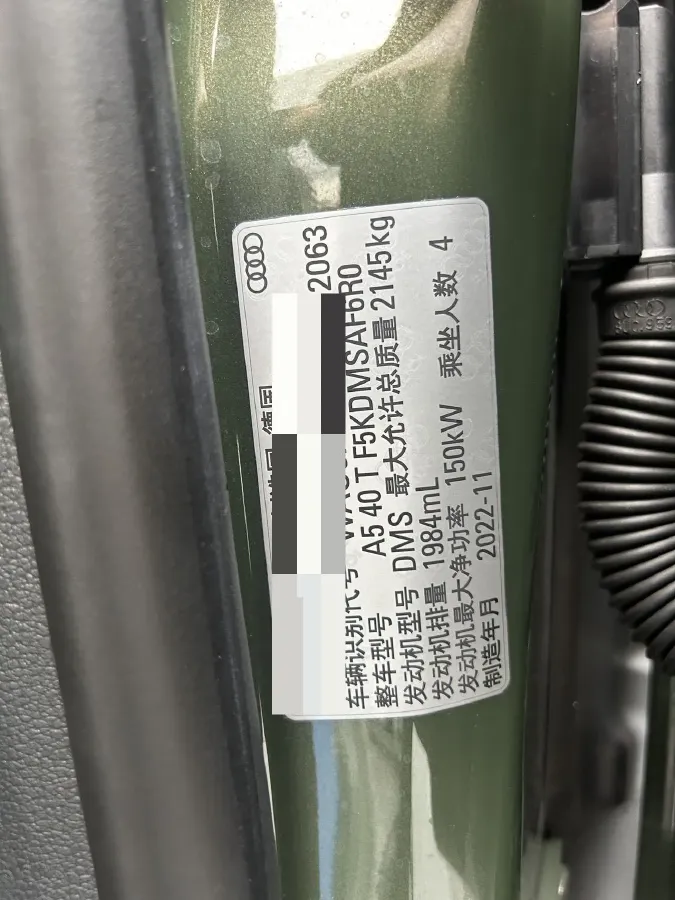 德国
车辆识别代号 2063
整车型号 A5 40 T F5KDMSAF6R0
发动机型号 DMS 最大允许总质量 2145kg
发动机排量 1984mL
发动机最大净功率 150kW 乘坐人数 4
制造年月 2022-11